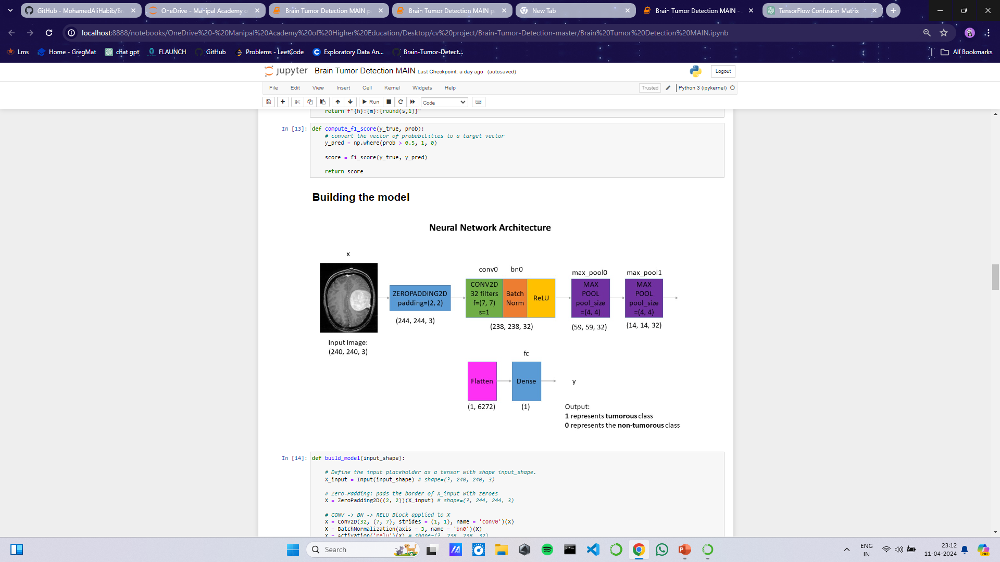 GitHub - MohamedAliHabib/Br
OneDrive - Manipal Academy o
Brain Tumor Detection MAIN p
Brain Tumor Detection MAIN p
New Tab
Brain Tumor Detection MAIN -
TensorFlow Confusion Matrix
localhost:8888/notebooks/OneDrive%20-%20Manipal%20Academy%20of%20Higher%20Education/Desktop/cv%20project/Brain-Tumor-Detection-master/Brain%20Tumor%20Detection%20MAIN.ipynb
Lms
Home - GregMat
chat gpt
FLAUNCH
GitHub
Problems - LeetCode
Exploratory Data An...
Brain-Tumor-Detect...
All Bookmarks
jupyter Brain Tumor Detection MAIN Last Checkpoint: a day ago (autosaved)
Logout
File Edit View Insert Cell Kernel Widgets Help
Trusted
Python 3 (ipykernel)
Run
Code
return f"{h}:{m}:{round(s,1)}"
In [13]: def compute_f1_score(y_true, prob):
# convert the vector of probabilities to a target vector
y_pred = np.where(prob > 0.5, 1, 0)
score = f1_score(y_true, y_pred)
return score
Building the model
Neural Network Architecture
x
conv0 bn0
max_pool0
max_pool1
ZEROPADDING2D
padding=(2, 2)
(244, 244, 3)
CONV2D
32 filters
f=(7, 7)
s=1
Batch
Norm
ReLU
(238, 238, 32)
MAX
POOL
pool_size
=(4, 4)
(59, 59, 32)
MAX
POOL
pool_size
=(4, 4)
(14, 14, 32)
Input Image:
(240, 240, 3)
fc
Flatten
Dense
y
(1, 6272)
(1)
Output:
1 represents tumorous class
0 represents the non-tumorous class
In [14]: def build_model(input_shape):
# Define the input placeholder as a tensor with shape input_shape.
X_input = Input(input_shape) # shape=(?, 240, 240, 3)
# Zero-Padding: pads the border of X_input with zeroes
X = ZeroPadding2D((2, 2))(X_input) # shape=(?, 244, 244, 3)
# CONV -> BN -> RELU Block applied to X
X = Conv2D(32, (7, 7), strides = (1, 1), name = 'conv0')(X)
X = BatchNormalization(axis = 3, name = 'bn0')(X)
X = Activation('relu')(X) # shape=(?, 238, 238, 32)
Search
ENG
IN
23:12
11-04-2024
PRE